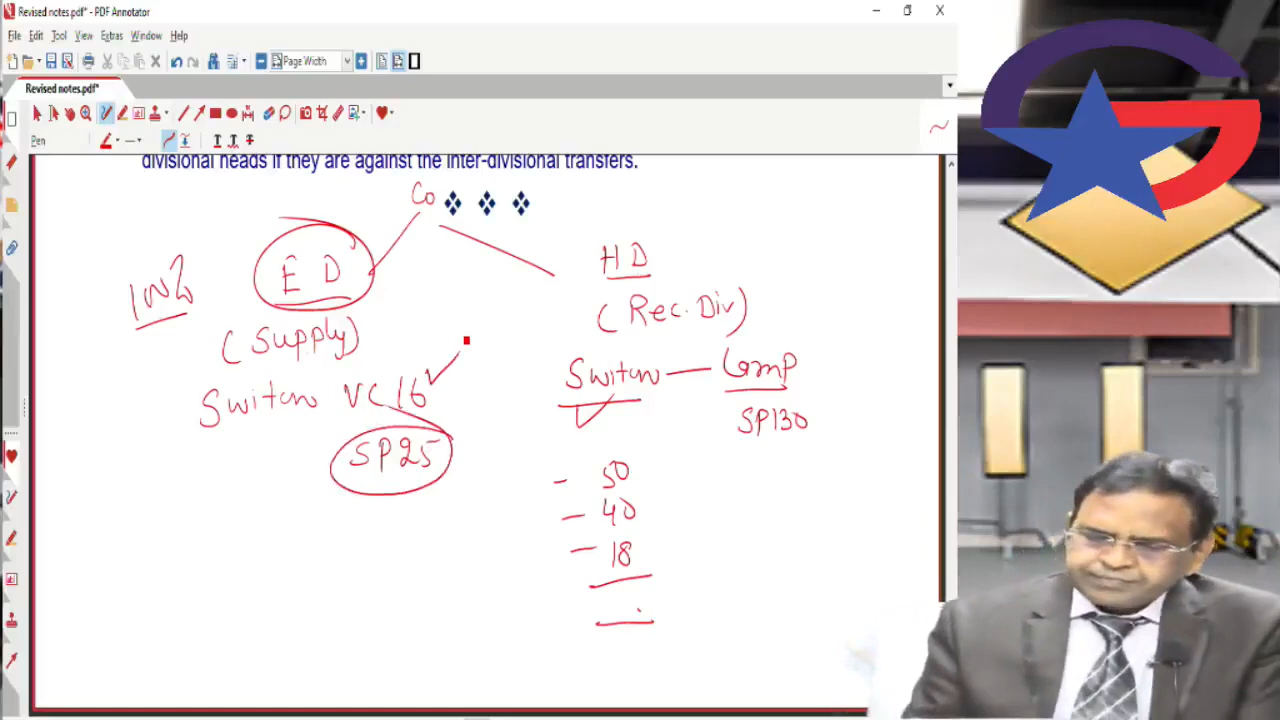 Revised notes.pdf* - PDF Annotator
File Edit Tool View Extras Window Help
Page Width
Revised notes.pdf*
Pen
divisional heads if they are against the inter-divisional transfers.
Co
E D
(Supply)
Switch VC 16
SP25
HD
(Rec. Div)
Switch — Comp
SP130
- 50
- 40
- 18